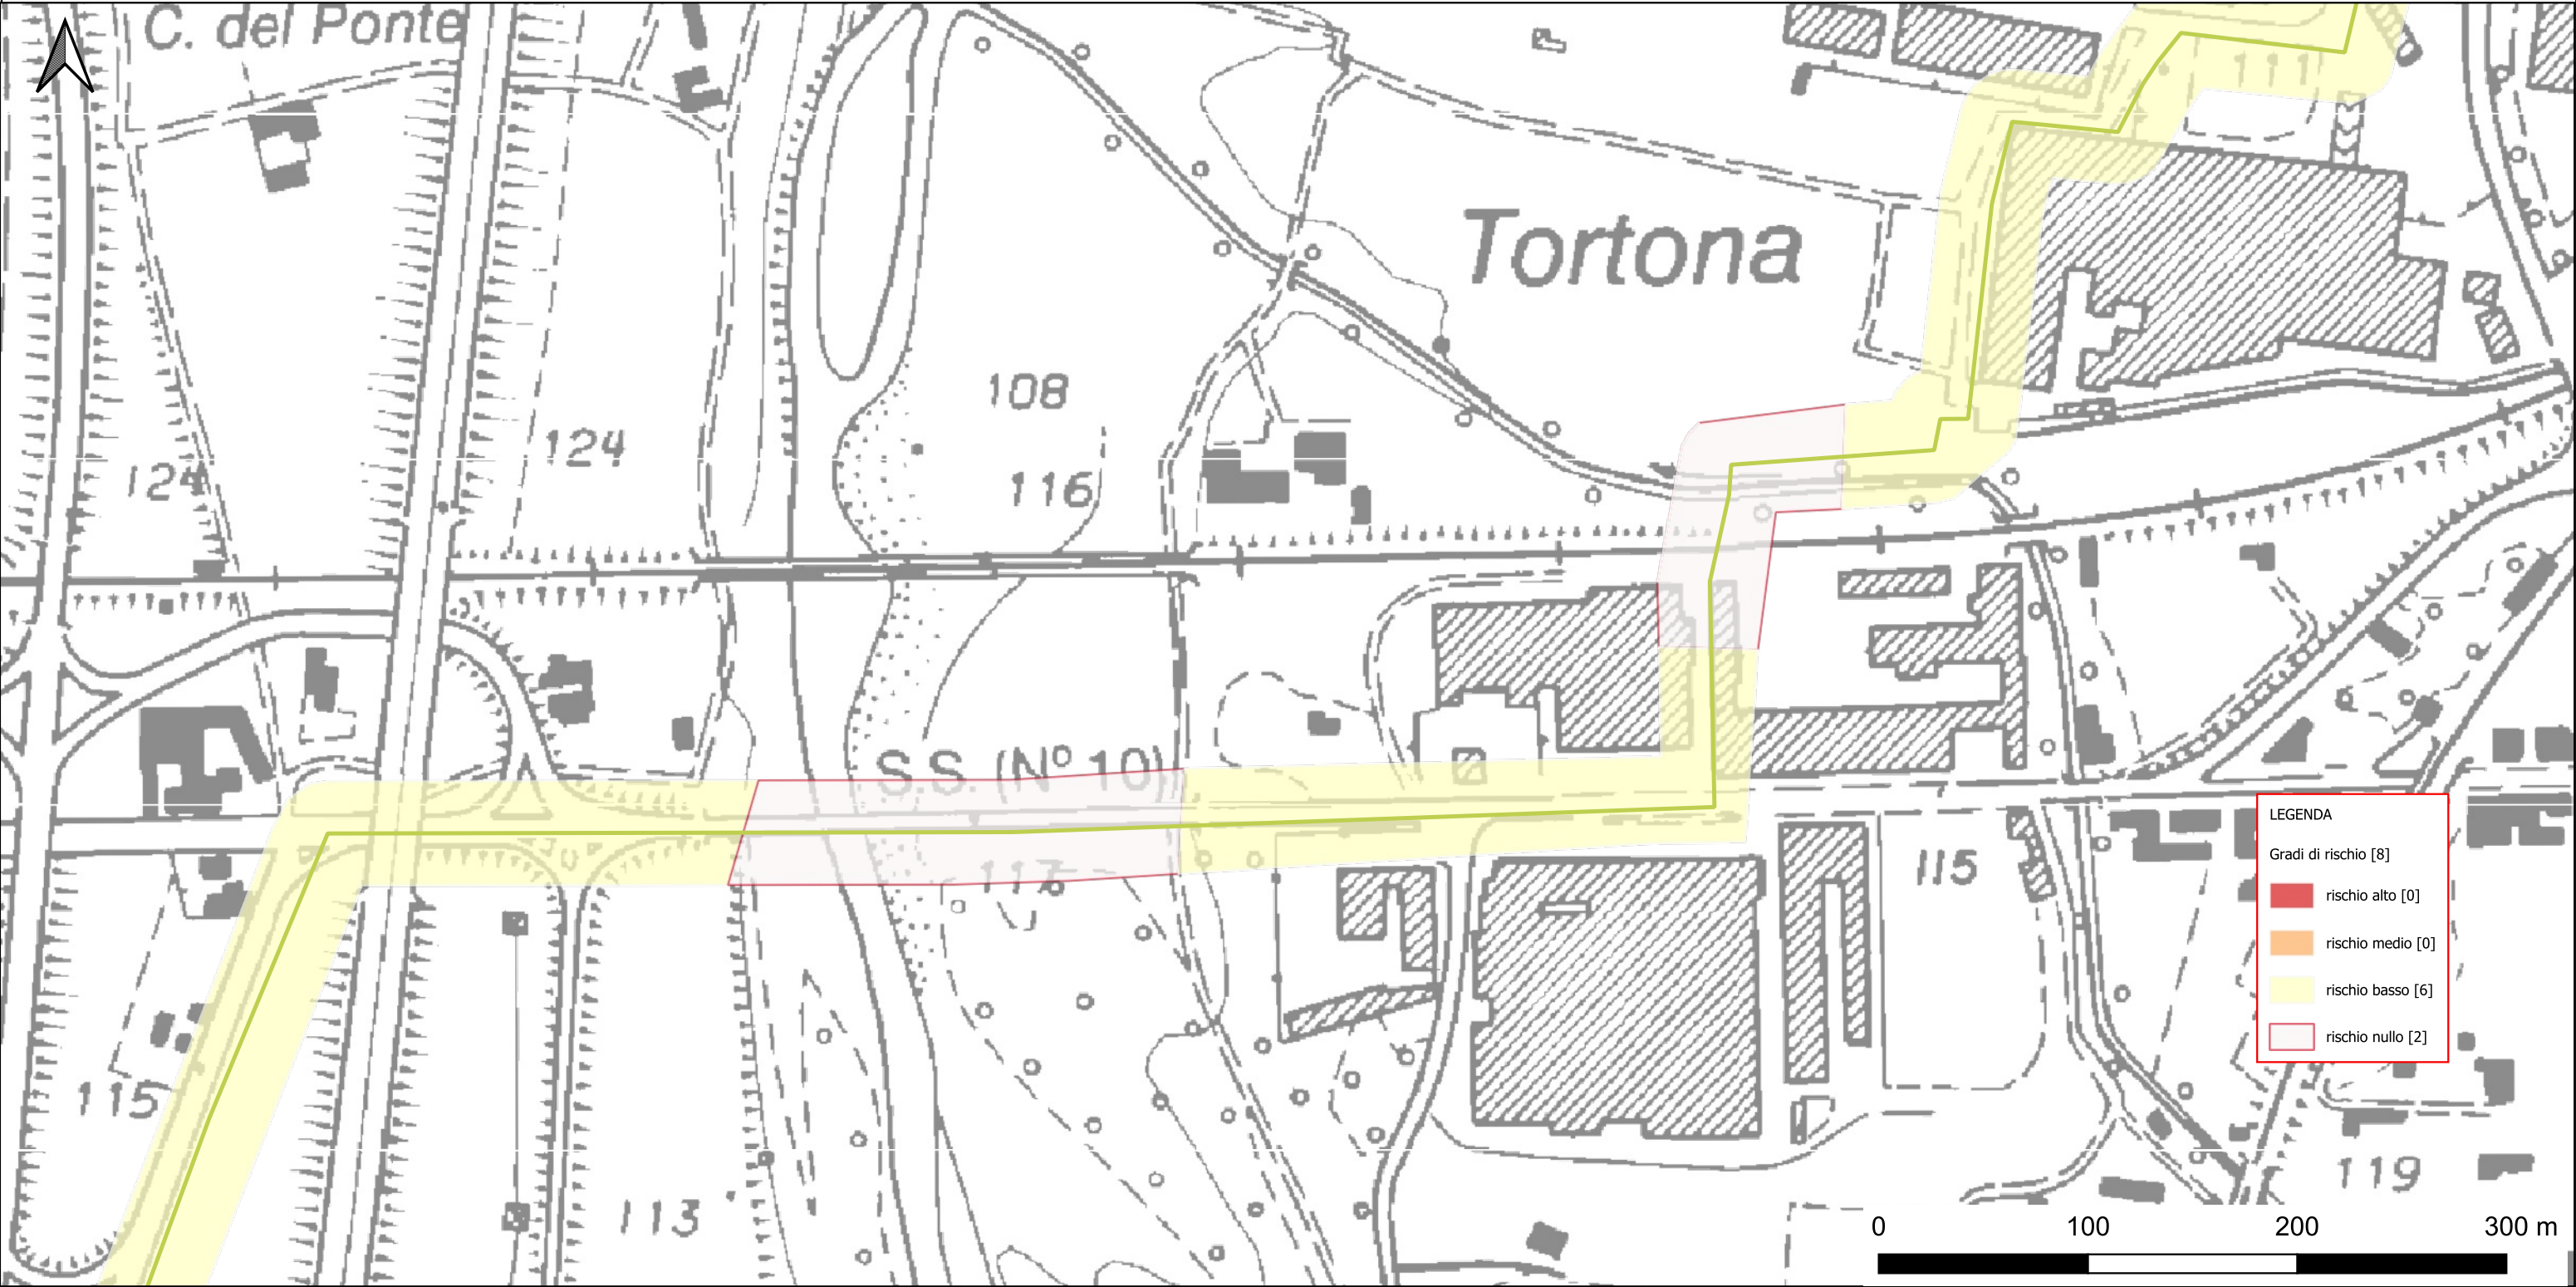 C. del Ponte
111
Tortona
108
124
124
116
S.S. (Nº 10)
117
115
115
113
119
LEGENDA
Gradi di rischio [8]
rischio alto [0]
rischio medio [0]
rischio basso [6]
rischio nullo [2]
0 100 200 300 m